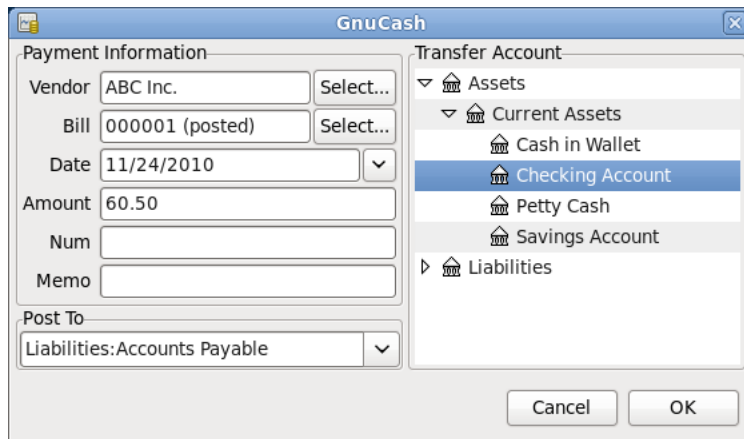 GnuCash
Payment Information
Vendor ABC Inc. Select...
Bill 000001 (posted) Select...
Date 11/24/2010
Amount 60.50
Num
Memo
Post To
Liabilities:Accounts Payable
Transfer Account
Assets
Current Assets
Cash in Wallet
Checking Account
Petty Cash
Savings Account
Liabilities
Cancel OK